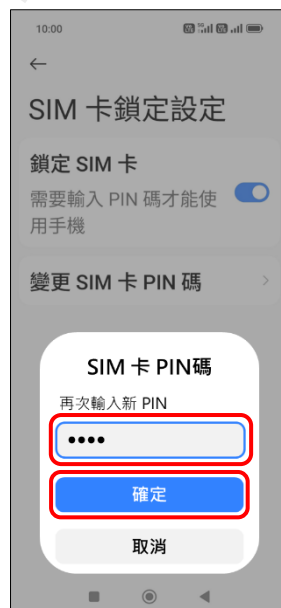 10:00
SIM 卡鎖定設定
鎖定 SIM 卡
需要輸入 PIN 碼才能使
用手機
變更 SIM 卡 PIN 碼
SIM 卡 PIN碼
再次輸入新 PIN
••••
確定
取消